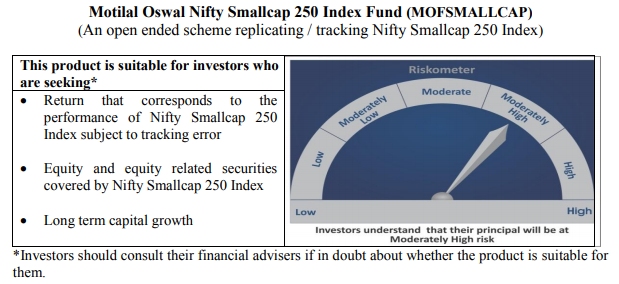 Motilal Oswal Nifty Smallcap 250 Index Fund (MOFSMALLCAP)
(An open ended scheme replicating / tracking Nifty Smallcap 250 Index)
This product is suitable for investors who
are seeking*
• Return that corresponds to the
performance of Nifty Smallcap 250
Index subject to tracking error
• Equity and equity related securities
covered by Nifty Smallcap 250 Index
• Long term capital growth
Riskometer
Low
Moderately
Low
Moderate
Moderately
High
High
Low
High
Investors understand that their principal will be at
Moderately High risk
*Investors should consult their financial advisers if in doubt about whether the product is suitable for
them.